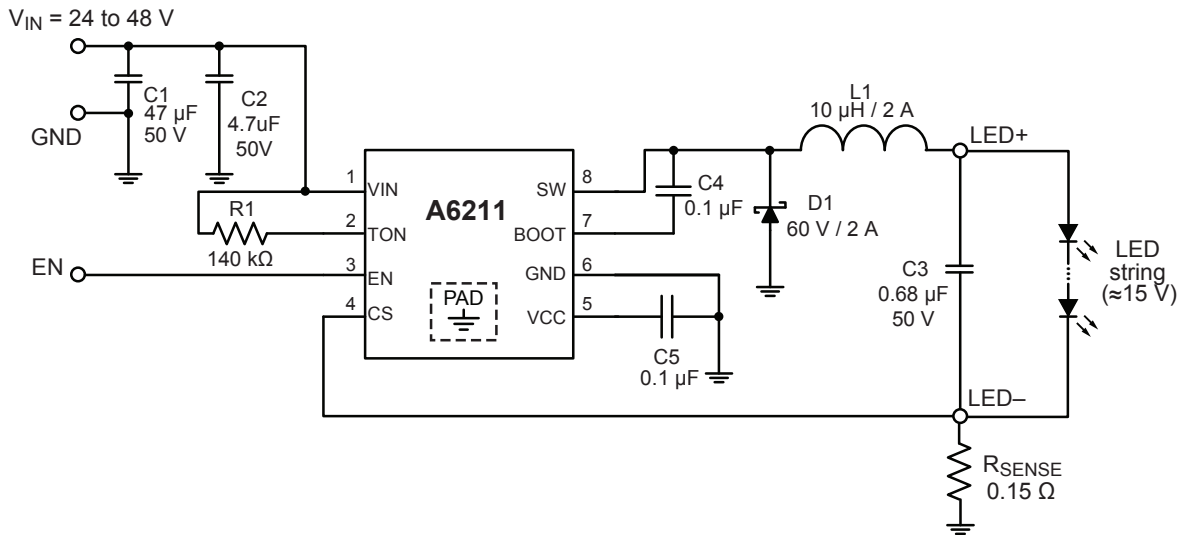 V_IN = 24 to 48 V
GND
C1
47 µF
50 V
C2
4.7uF
50V
R1
140 kΩ
EN
1
VIN
2
TON
3
EN
4
CS
A6211
PAD
SW
8
BOOT
7
GND
6
VCC
5
C4
0.1 µF
C5
0.1 µF
D1
60 V / 2 A
L1
10 µH / 2 A
LED+
C3
0.68 µF
50 V
LED
string
(≈15 V)
LED–
R_SENSE
0.15 Ω